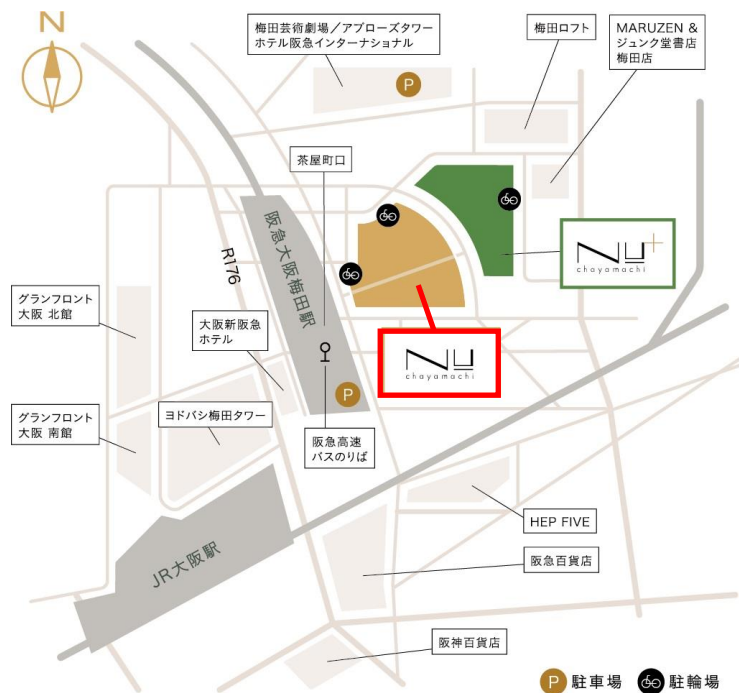 N
梅田芸術劇場／アプローズタワー
ホテル阪急インターナショナル
梅田ロフト
MARUZEN &
ジュンク堂書店
梅田店
P
茶屋町口
阪急大阪梅田駅
R176
NU+
chayamachi
グランフロント
大阪 北館
大阪新阪急
ホテル
NU
chayamachi
P
グランフロント
大阪 南館
ヨドバシ梅田タワー
阪急高速
バスのりば
HEP FIVE
JR大阪駅
阪急百貨店
阪神百貨店
P 駐車場
駐輪場